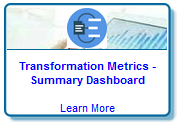 Transformation Metrics -
Summary Dashboard
Learn More